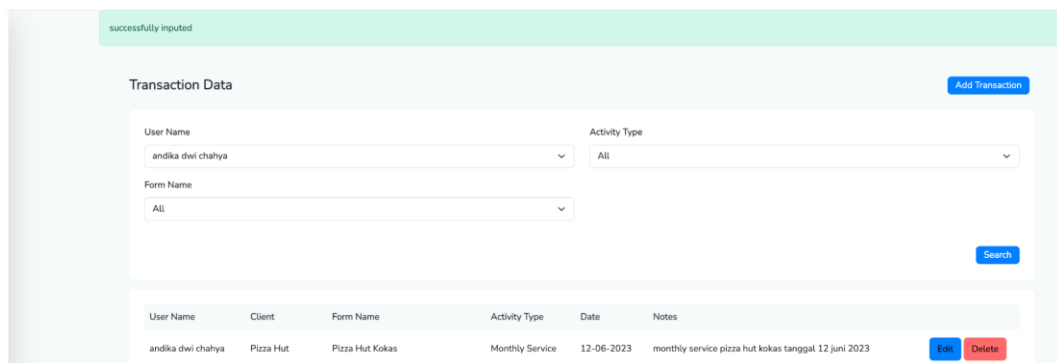 successfully inputed
Transaction Data
Add Transaction
User Name
Activity Type
andika dwi chahya
All
Form Name
All
Search
User Name Client Form Name Activity Type Date Notes
andika dwi chahya Pizza Hut Pizza Hut Kokas Monthly Service 12-06-2023 monthly service pizza hut kokas tanggal 12 juni 2023 Edit Delete